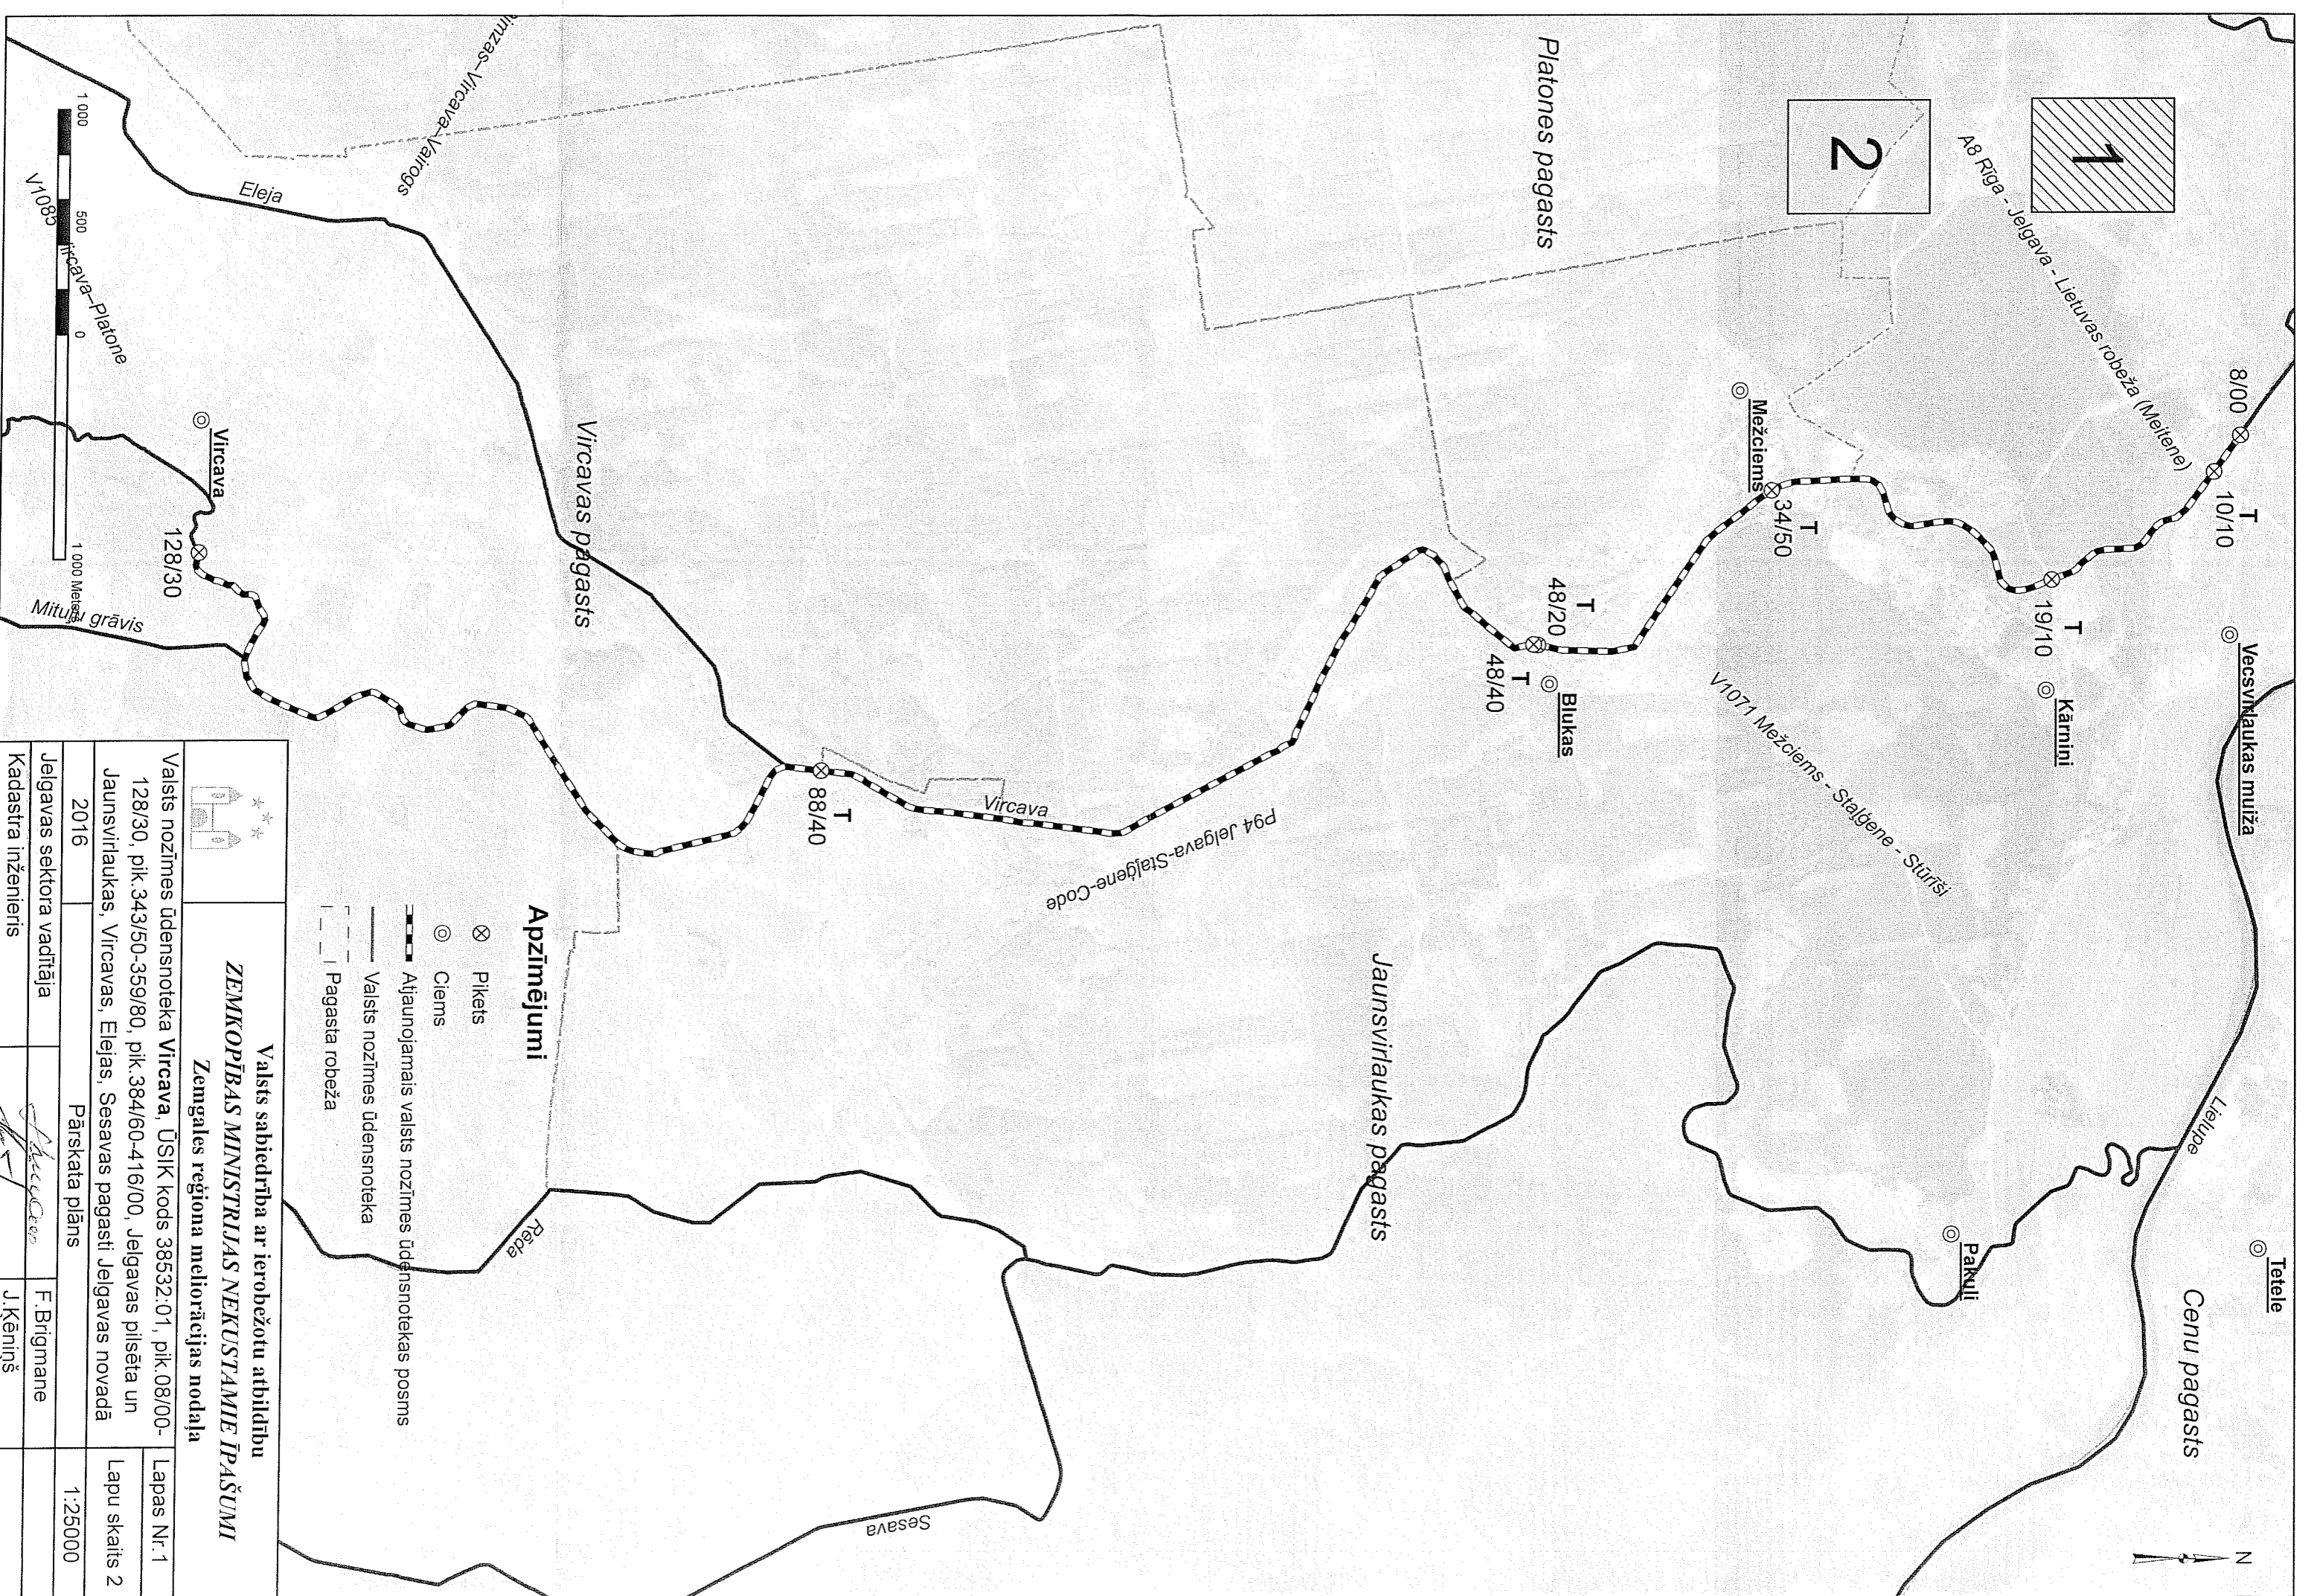 8/00
T
10/10
Vecsvirlaukas muiža
Tetele
Cenu pagasts
N
1
A8 Rīga - Jelgava - Lietuvas robeža (Meitene)
T
19/10
Kārniņi
Lielupe
2
Mežciems
T
34/50
V1071 Mežciems - Staļģene - Stūrīši
Pakuļi
Platones pagasts
T
48/20
T
48/40
Blukas
Jaunsvirlaukas pagasts
P94 Jelgava-Staļģene-Code
Vircava
T
88/40
Sesava
Vircavas pagasts
Rēda
Vircava–Vairogs
Eleja
Vircava
128/30
Mituļu grāvis
V1085
Platone
1 000
500
0
1 000 Meters
Apzīmējumi
Pikets
Ciems
Atjaunojamais valsts nozīmes ūdensnotekas posms
Valsts nozīmes ūdensnoteka
Pagasta robeža
Valsts sabiedrība ar ierobežotu atbildību
ZEMKOPĪBAS MINISTRIJAS NEKUSTAMIE ĪPAŠUMI
Zemgales reģiona meliorācijas nodaļa
Valsts nozīmes ūdensnoteka Vircava, ŪSIK kods 38532:01, pik.08/00-
128/30, pik.343/50-359/80, pik.384/60-416/00, Jelgavas pilsēta un
Jaunsvirlaukas, Vircavas, Elejas, Sesavas pagasti Jelgavas novadā
Lapas Nr.1
Lapu skaits 2
2016
Pārskata plāns
1:25000
Jelgavas sektora vadītāja
F.Brigmane
Kadastra inženieris
J.Ķēniņš